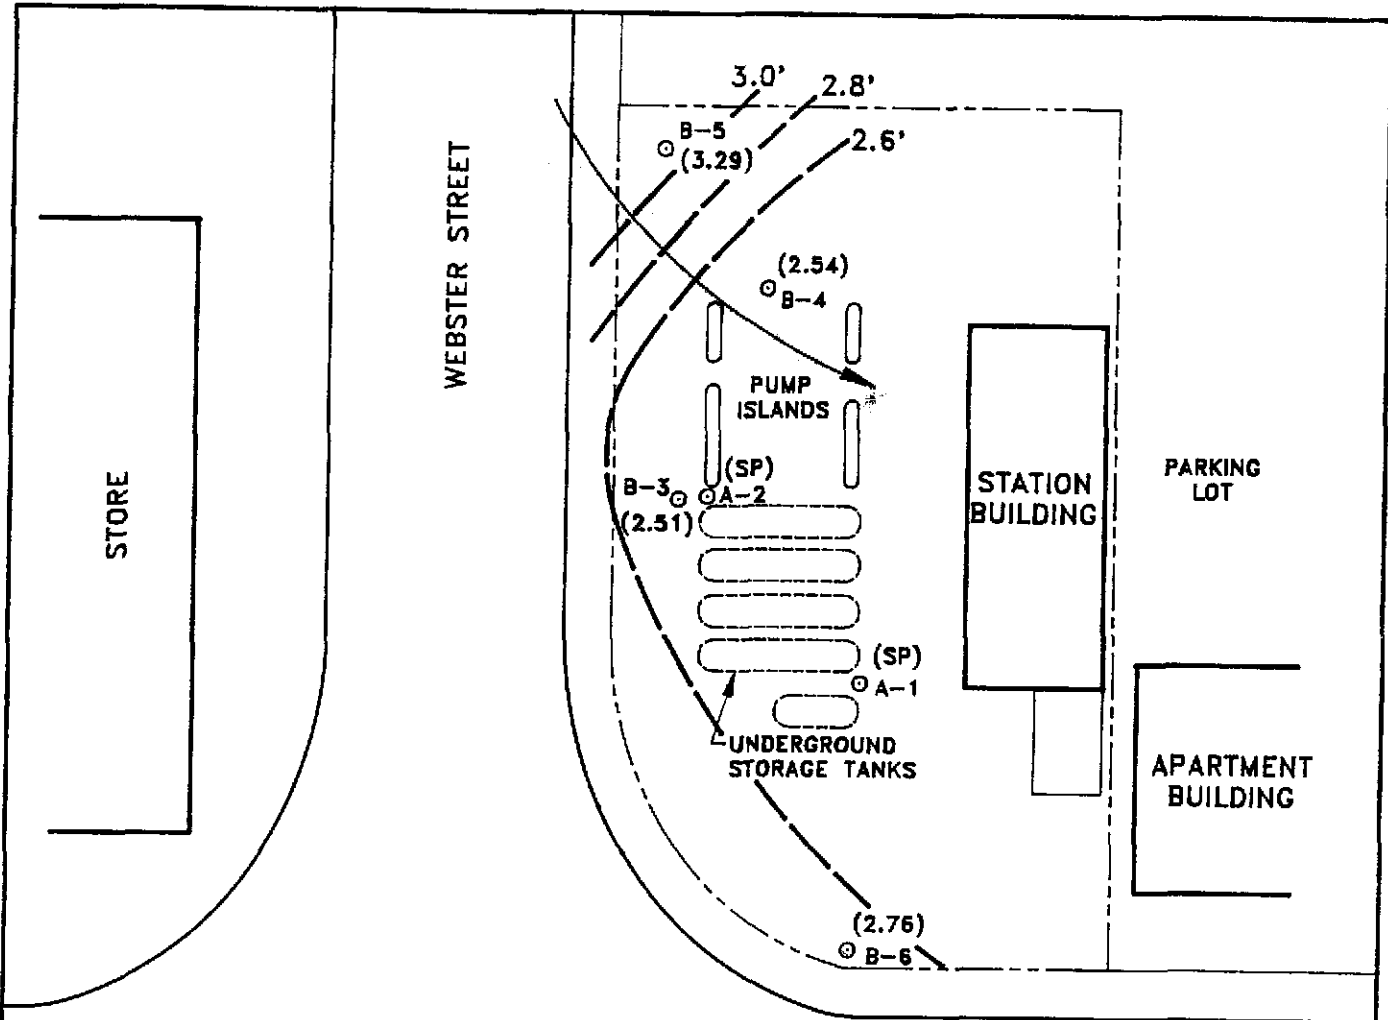 3.0'
2.8'
2.6'
B-5
(3.29)
WEBSTER STREET
(2.54)
B-4
PUMP
ISLANDS
(SP)
B-3
A-2
(2.51)
STATION
BUILDING
PARKING
LOT
STORE
(SP)
A-1
UNDERGROUND
STORAGE TANKS
APARTMENT
BUILDING
(2.76)
B-6